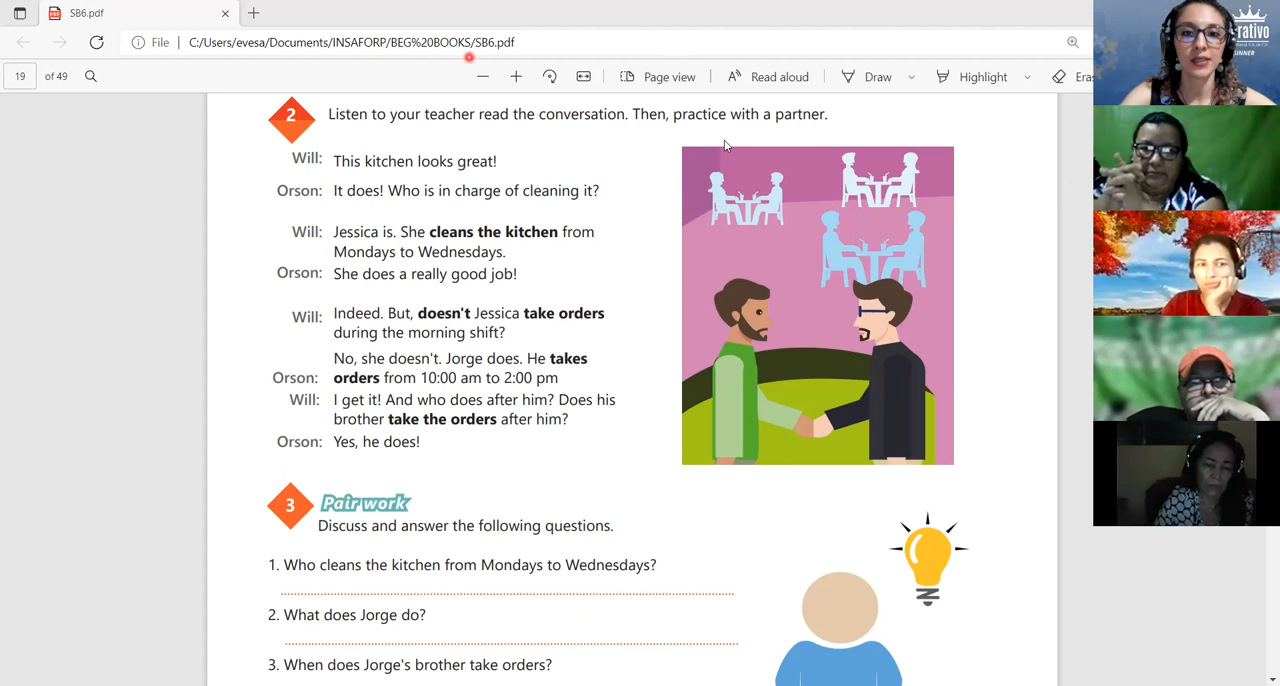 SB6.pdf
File C:/Users/evesa/Documents/INSAFORP/BEG%20BOOKS/SB6.pdf
19 of 49 Page view Read aloud Draw Highlight
rativo
INNER
2 Listen to your teacher read the conversation. Then, practice with a partner.
Will: This kitchen looks great!
Orson: It does! Who is in charge of cleaning it?
Will: Jessica is. She cleans the kitchen from
Mondays to Wednesdays.
Orson: She does a really good job!
Will: Indeed. But, doesn't Jessica take orders
during the morning shift?
No, she doesn't. Jorge does. He takes
Orson: orders from 10:00 am to 2:00 pm
Will: I get it! And who does after him? Does his
brother take the orders after him?
Orson: Yes, he does!
3 Pair work
Discuss and answer the following questions.
1. Who cleans the kitchen from Mondays to Wednesdays?
2. What does Jorge do?
3. When does Jorge's brother take orders?